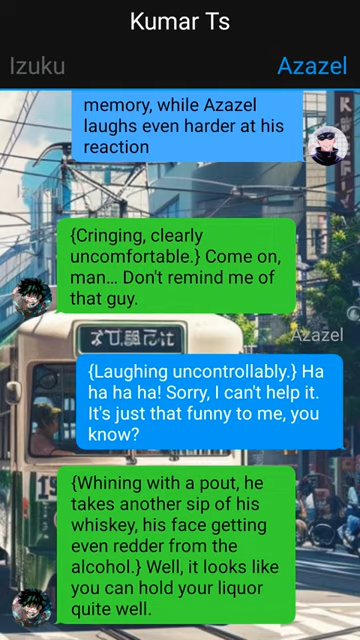 Kumar Ts
Izuku
Azazel
memory, while Azazel
laughs even harder at his
reaction
Izuku
{Cringing, clearly
uncomfortable.} Come on,
man... Don't remind me of
that guy.
Azazel
{Laughing uncontrollably.} Ha
ha ha ha! Sorry, I can't help it.
It's just that funny to me, you
know?
{Whining with a pout, he
takes another sip of his
whiskey, his face getting
even redder from the
alcohol.} Well, it looks like
you can hold your liquor
quite well.